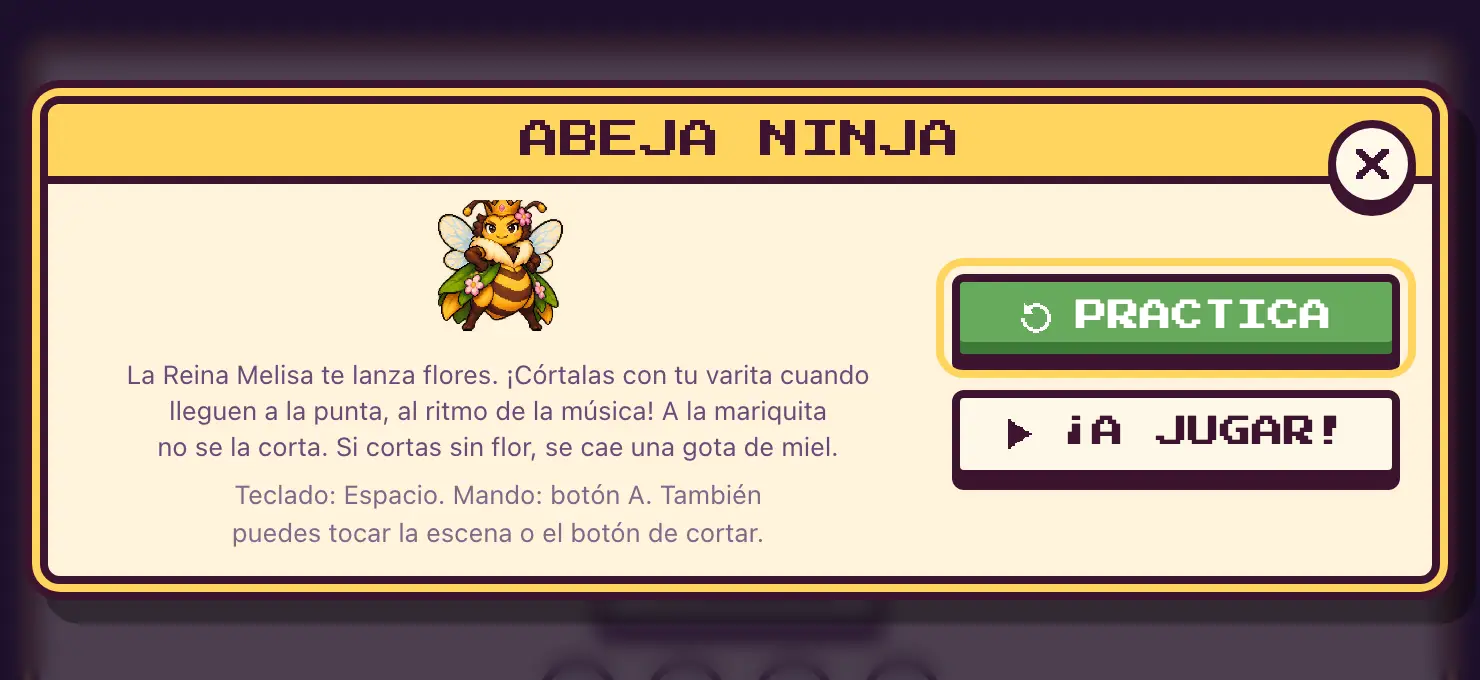 ABEJA NINJA
La Reina Melisa te lanza flores. ¡Córtalas con tu varita cuando
lleguen a la punta, al ritmo de la música! A la mariquita
no se la corta. Si cortas sin flor, se cae una gota de miel.
Teclado: Espacio. Mando: botón A. También
puedes tocar la escena o el botón de cortar.
PRACTICA
¡A JUGAR!